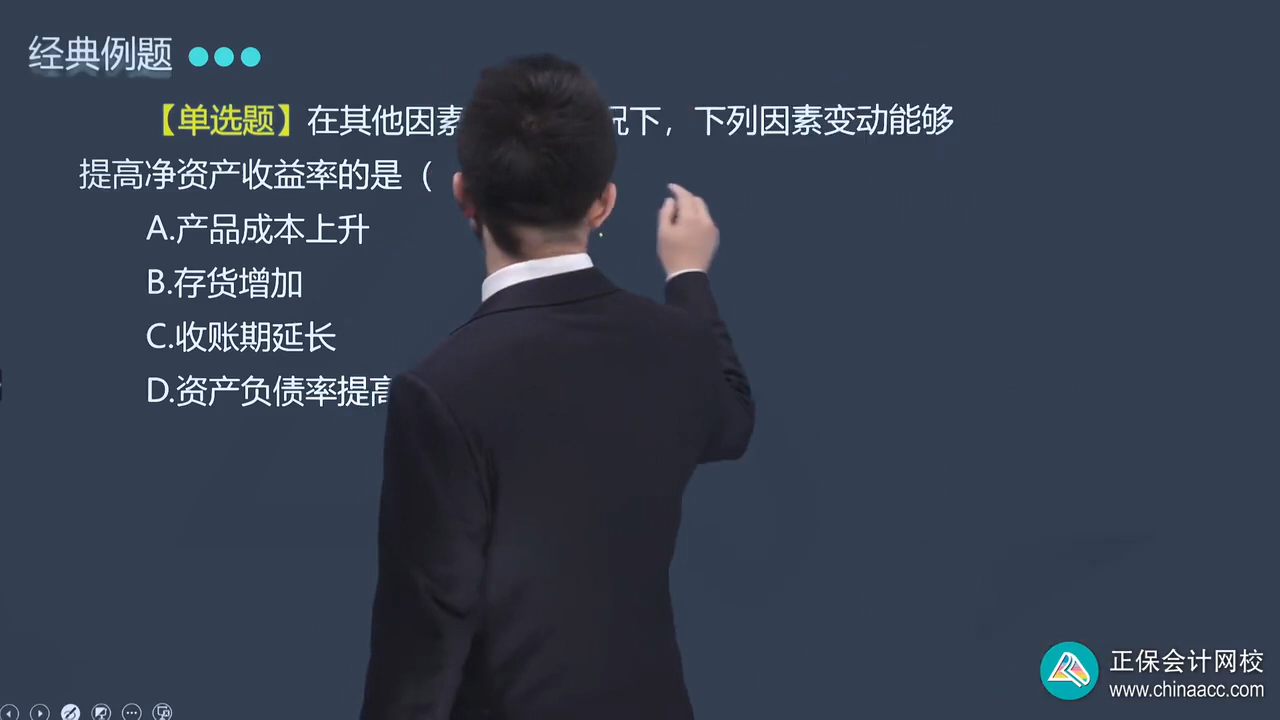 经典例题
【单选题】在其他因素 况下，下列因素变动能够
提高净资产收益率的是（
A.产品成本上升
B.存货增加
C.收账期延长
D.资产负债率提高
正保会计网校
www.chinaacc.com